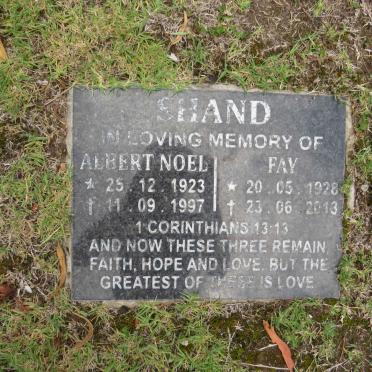 SHAND
IN LOVING MEMORY OF
ALBERT NOEL
★ 25 . 12 . 1923
† 11 . 09 . 1997
FAY
★ 20 . 05 . 1928
† 23 . 06 . 2013
1 CORINTHIANS 13:13
AND NOW THESE THREE REMAIN,
FAITH, HOPE AND LOVE. BUT THE
GREATEST OF THESE IS LOVE